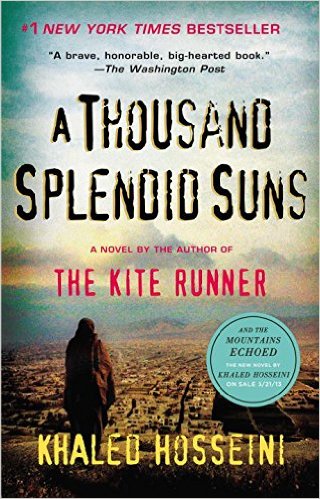 #1 NEW YORK TIMES BESTSELLER
"A brave, honorable, big-hearted book."
—The Washington Post
A THOUSAND
SPLENDID SUNS
A NOVEL BY THE AUTHOR OF
THE KITE RUNNER
AND THE
MOUNTAINS
ECHOED
THE NEW NOVEL BY
KHALED HOSSEINI
ON SALE 5/21/13
KHALED HOSSEINI